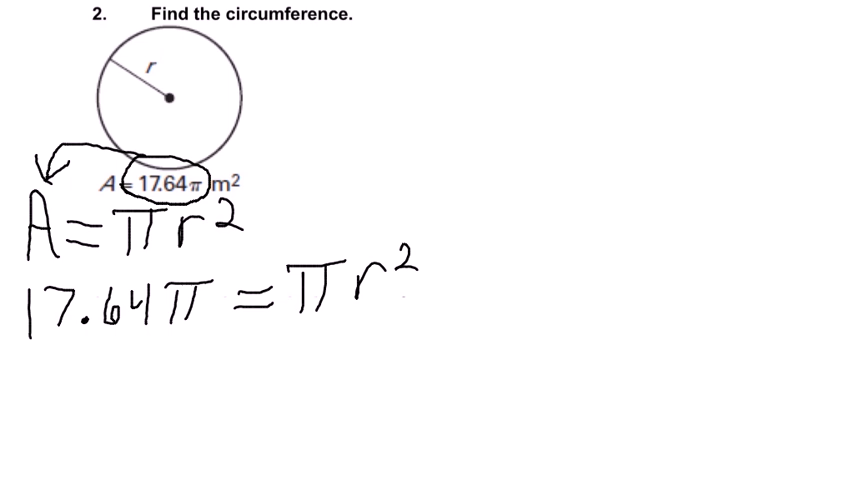 2. Find the circumference.
r
A = 17.64π m²
A = πr²
17.64π = πr²